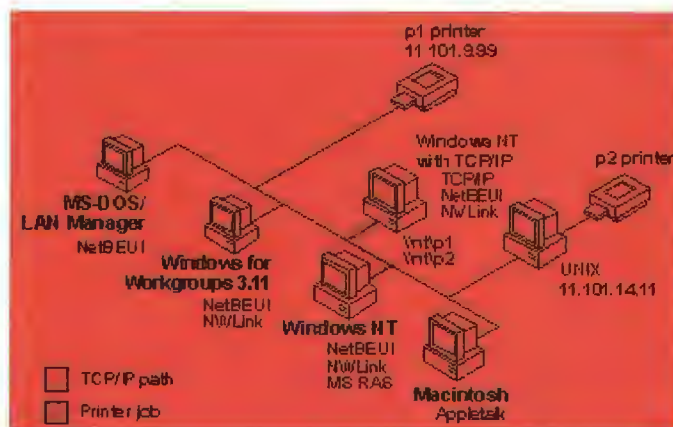 p1 printer
11.101.9.99
Windows NT
with TCP/IP
TCP/IP
NetBEUI
NWLink
p2 printer
MS-DOS/
LAN Manager
NetBEUI
\\nt\p1
\\nt\p2
Windows for
Workgroups 3.11
NetBEUI
NWLink
UNIX
11.101.14.11
Windows NT
NetBEUI
NWLink
MS RAS
Macintosh
Appletalk
TCP/IP path
Printer job